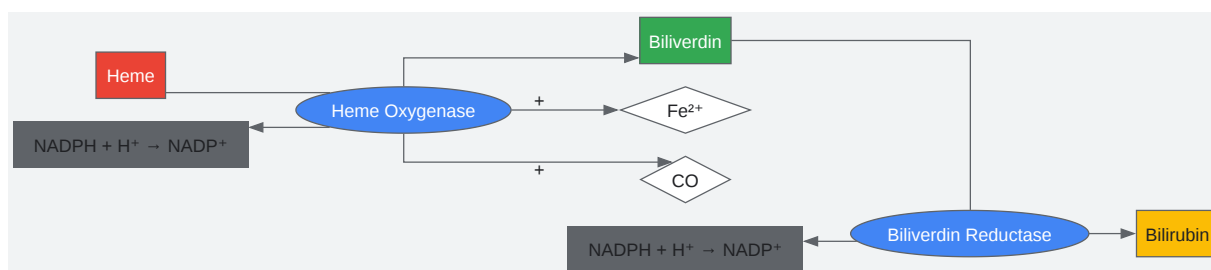 Biliverdin
Heme
Heme Oxygenase
+
Fe²⁺
NADPH + H⁺ → NADP⁺
+
CO
Biliverdin Reductase
Bilirubin
NADPH + H⁺ → NADP⁺